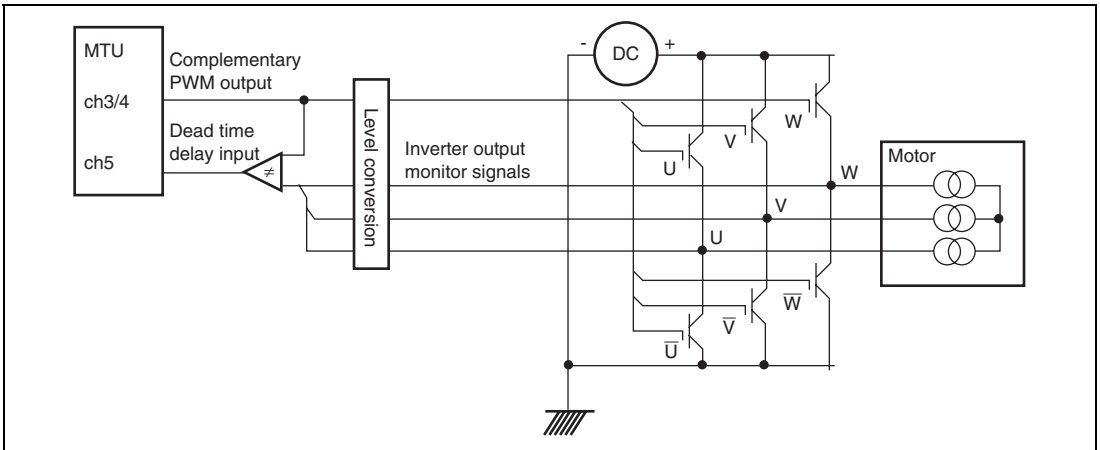 MTU
ch3/4
ch5
Complementary
PWM output
Dead time
delay input
≠
Level conversion
Inverter output
monitor signals
-
DC
+
U
V
W
W
V
U
U̅
V̅
W̅
Motor